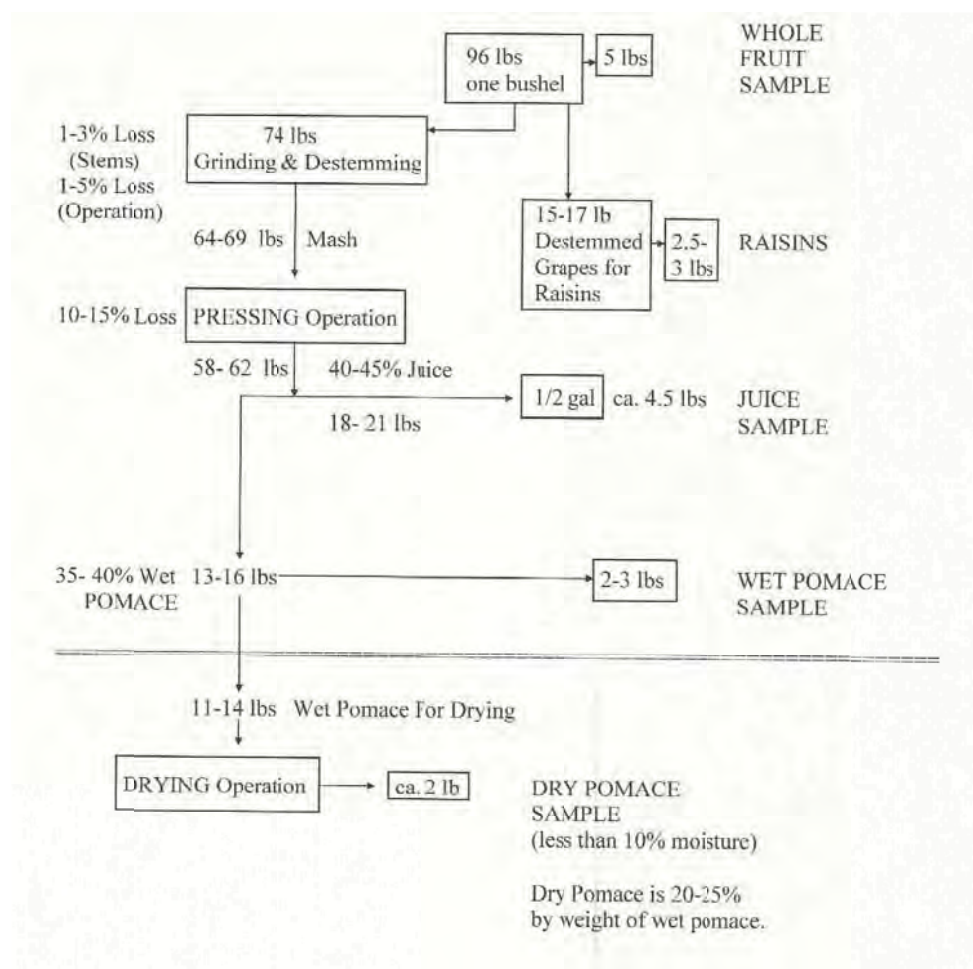 96 lbs
one bushel
5 lbs
WHOLE
FRUIT
SAMPLE
1-3% Loss
(Stems)
1-5% Loss
(Operation)
74 lbs
Grinding & Destemming
64-69 lbs Mash
15-17 lb
Destemmed
Grapes for
Raisins
2.5-
3 lbs
RAISINS
10-15% Loss
PRESSING Operation
58- 62 lbs
40-45% Juice
18- 21 lbs
1/2 gal
ca. 4.5 lbs
JUICE
SAMPLE
35- 40% Wet
POMACE
13-16 lbs
2-3 lbs
WET POMACE
SAMPLE
11-14 lbs Wet Pomace For Drying
DRYING Operation
ca. 2 lb
DRY POMACE
SAMPLE
(less than 10% moisture)
Dry Pomace is 20-25%
by weight of wet pomace.